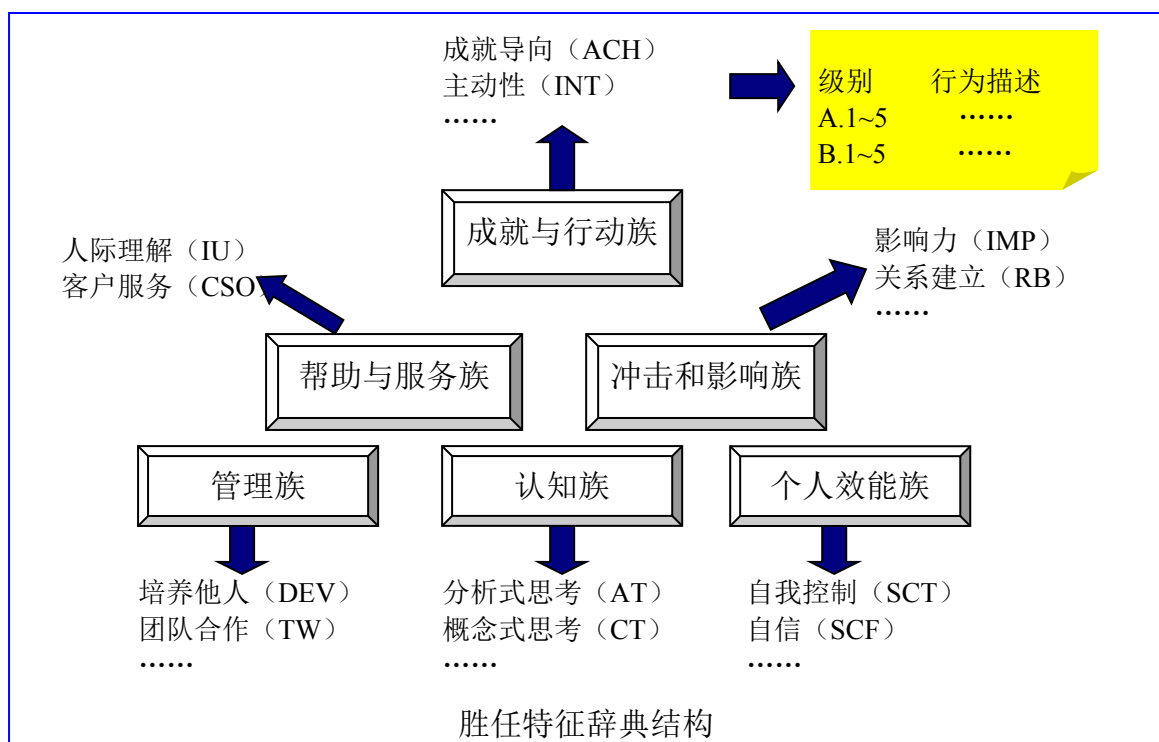 成就导向（ACH）
主动性（INT）
……
级别 行为描述
A.1~5 ……
B.1~5 ……
成就与行动族
人际理解（IU）
客户服务（CSO）
影响力（IMP）
关系建立（RB）
……
帮助与服务族
冲击和影响族
管理族
认知族
个人效能族
培养他人（DEV）
团队合作（TW）
……
分析式思考（AT）
概念式思考（CT）
……
自我控制（SCT）
自信（SCF）
……
胜任特征辞典结构